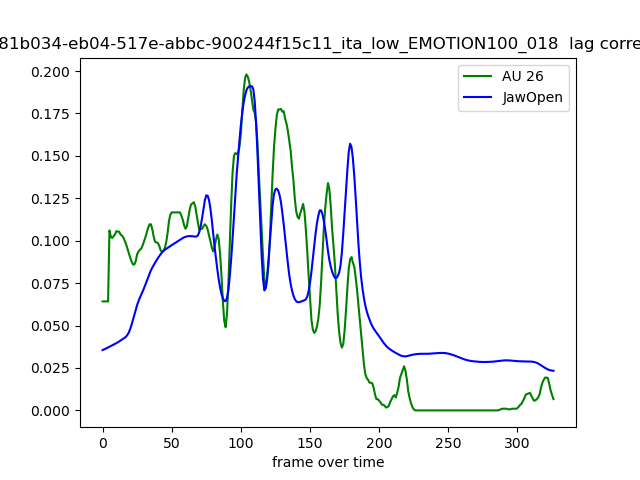 81b034-eb04-517e-abbc-900244f15c11_ita_low_EMOTION100_018 lag corre
AU 26
JawOpen
0.200
0.175
0.150
0.125
0.100
0.075
0.050
0.025
0.000
0 50 100 150 200 250 300
frame over time